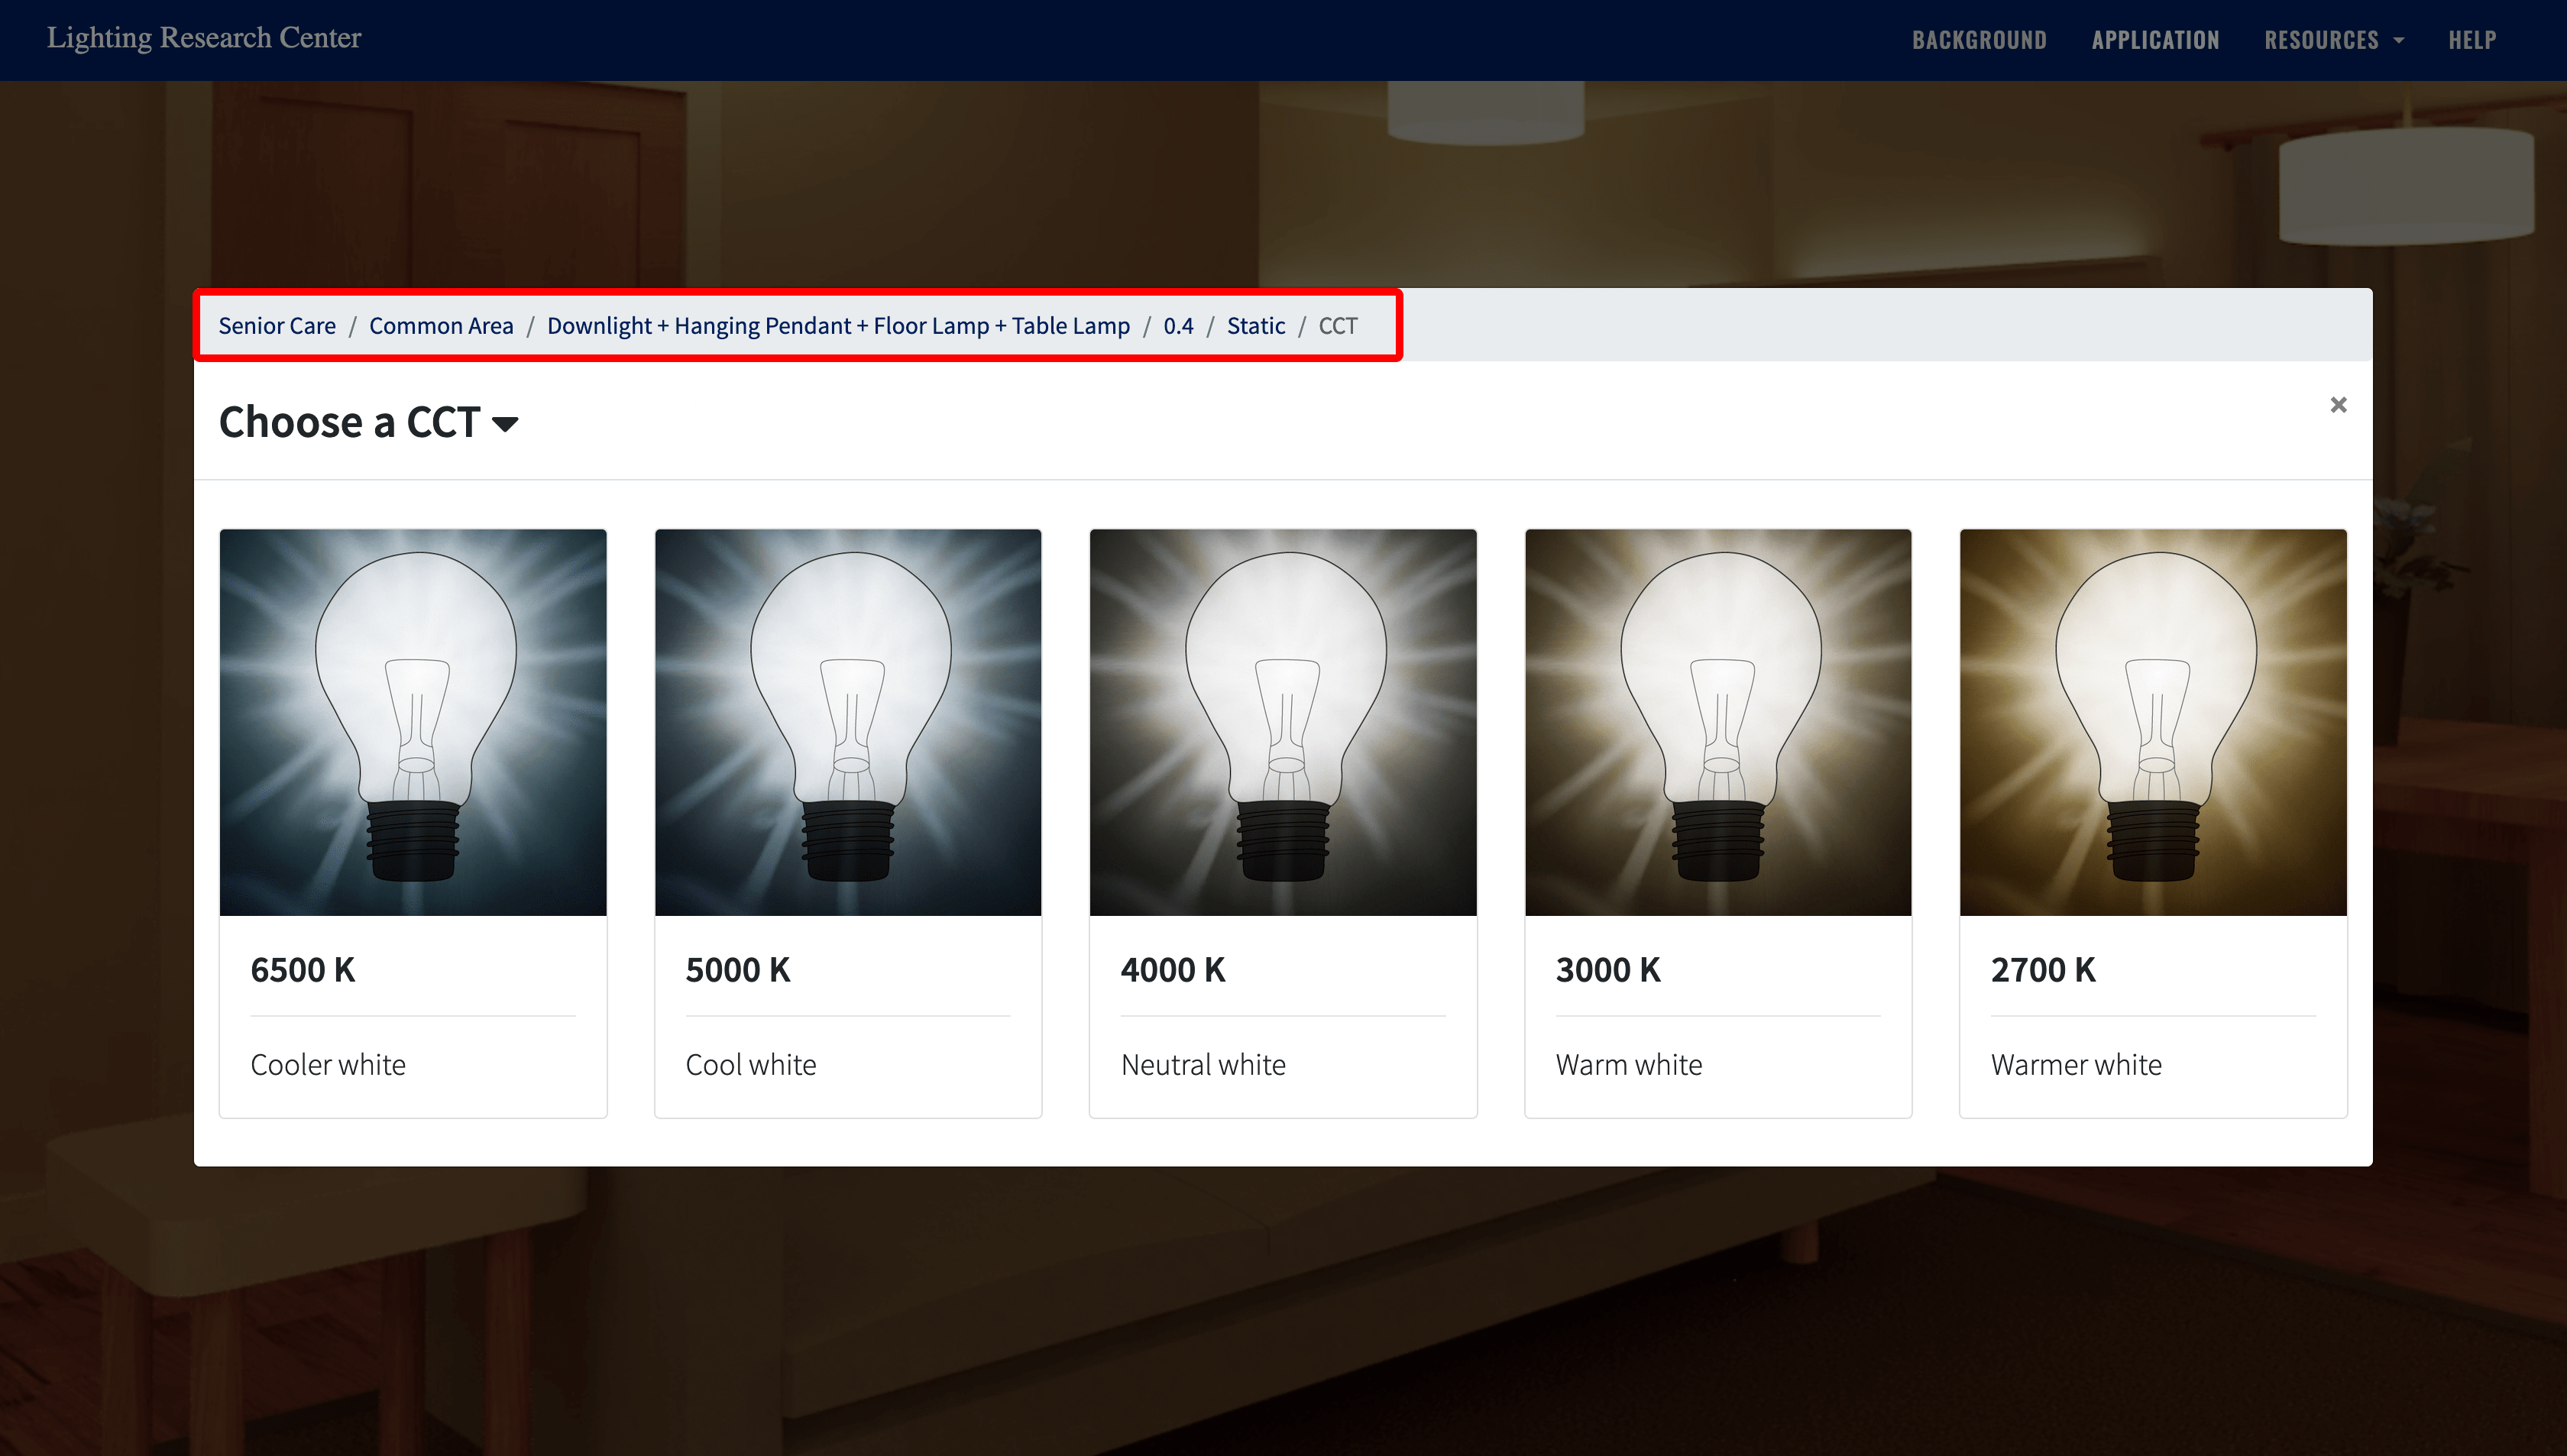 Lighting Research Center
BACKGROUND APPLICATION RESOURCES HELP
Senior Care / Common Area / Downlight + Hanging Pendant + Floor Lamp + Table Lamp / 0.4 / Static / CCT
Choose a CCT
×
6500 K
Cooler white
5000 K
Cool white
4000 K
Neutral white
3000 K
Warm white
2700 K
Warmer white